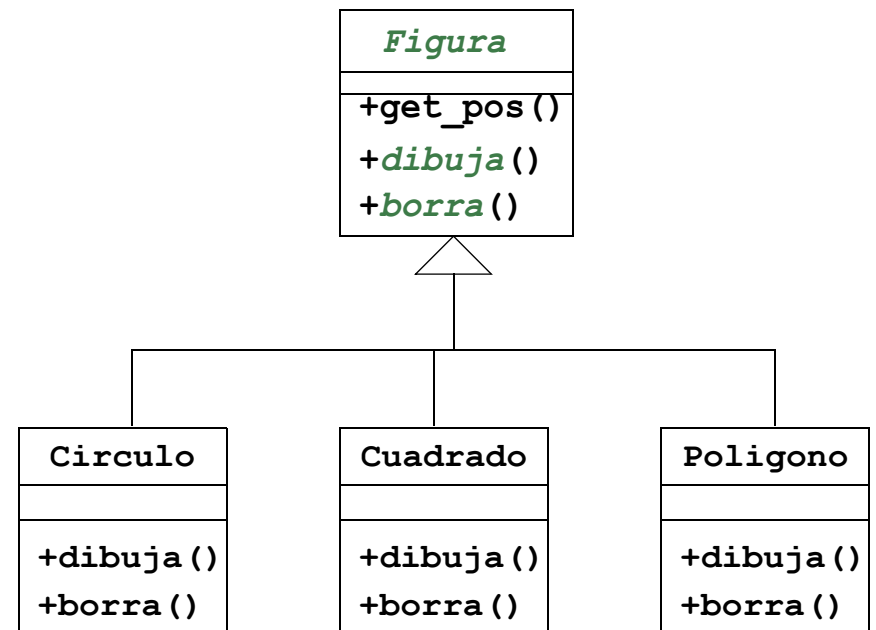 Figura
+get_pos()
+dibuja()
+borra()
Circulo
+dibuja()
+borra()
Cuadrado
+dibuja()
+borra()
Poligono
+dibuja()
+borra()